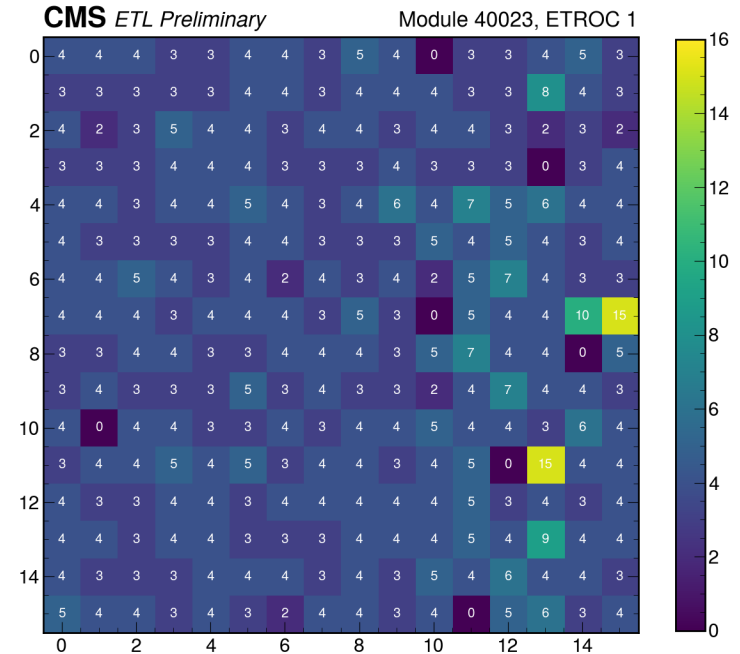 CMS ETL Preliminary Module 40023, ETROC 1
0 4 4 4 3 3 4 4 3 5 4 0 3 3 4 5 3
3 3 3 3 3 4 4 3 4 4 4 3 3 8 4 3
2 4 2 3 5 4 4 3 4 4 3 4 4 3 2 3 2
3 3 3 4 4 4 3 3 3 4 3 3 3 0 3 4
4 4 4 3 4 4 5 4 3 4 6 4 7 5 6 4 4
4 3 3 3 3 4 4 3 3 3 5 4 5 4 3 4
6 4 4 5 4 3 4 2 4 3 4 2 5 7 4 3 3
4 4 4 3 4 4 4 3 5 3 0 5 4 4 10 15
8 3 3 4 4 3 3 4 4 4 3 5 7 4 4 0 5
3 4 3 3 3 5 3 4 3 3 2 4 7 4 4 3
10 4 0 4 4 3 3 4 3 4 4 5 4 4 3 6 4
3 4 4 5 4 5 3 4 4 3 4 5 0 15 4 4
12 4 3 3 4 4 3 4 4 4 4 4 5 3 4 3 4
4 4 3 4 4 3 3 3 4 4 4 5 4 9 4 4
14 4 3 3 3 4 4 4 3 4 3 5 4 6 4 4 3
5 4 4 3 4 3 2 4 4 3 4 0 5 6 3 4
0 2 4 6 8 10 12 14
16
14
12
10
8
6
4
2
0